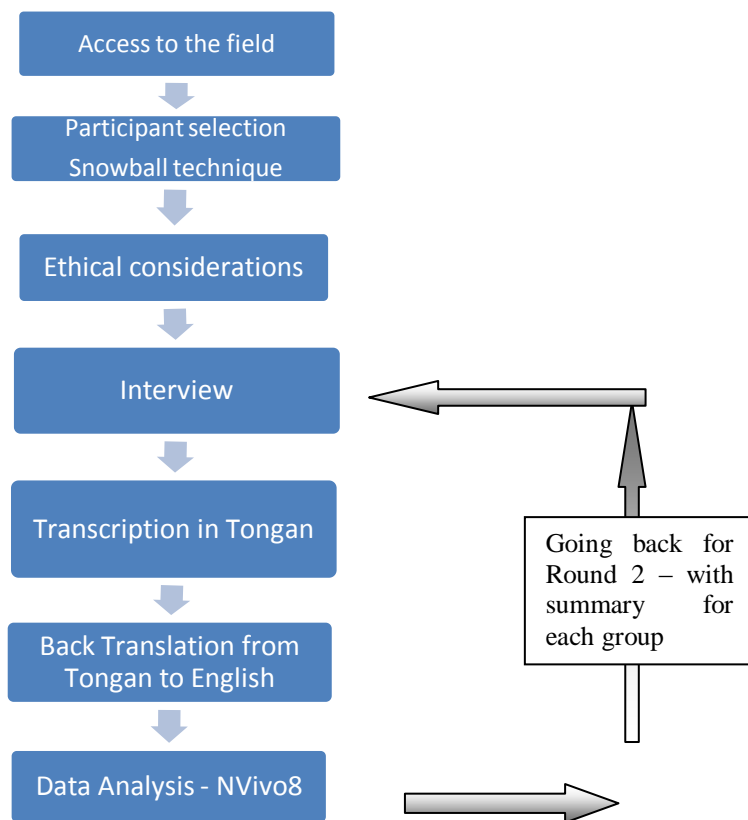 Access to the field
Participant selection
Snowball technique
Ethical considerations
Interview
Transcription in Tongan
Back Translation from
Tongan to English
Data Analysis - NVivo8
Going back for
Round 2 – with
summary for
each group